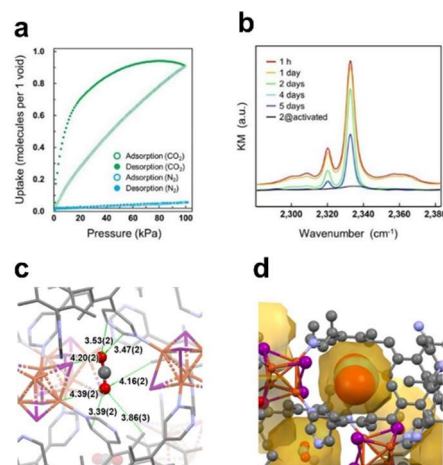 a
Uptake (molecules per 1 void)
1.0
0.8
0.6
0.4
0.2
0.0
Adsorption (CO₂)
Desorption (CO₂)
Adsorption (N₂)
Desorption (N₂)
0 20 40 60 80 100
Pressure (kPa)
b
KM (a.u.)
1 h
1 day
2 days
4 days
5 days
2@activated
2,300 2,320 2,340 2,360 2,380
Wavenumber (cm⁻¹)
c
3.53(2)
3.47(2)
4.20(2)
4.16(2)
4.39(2)
3.39(2)
3.86(3)
d